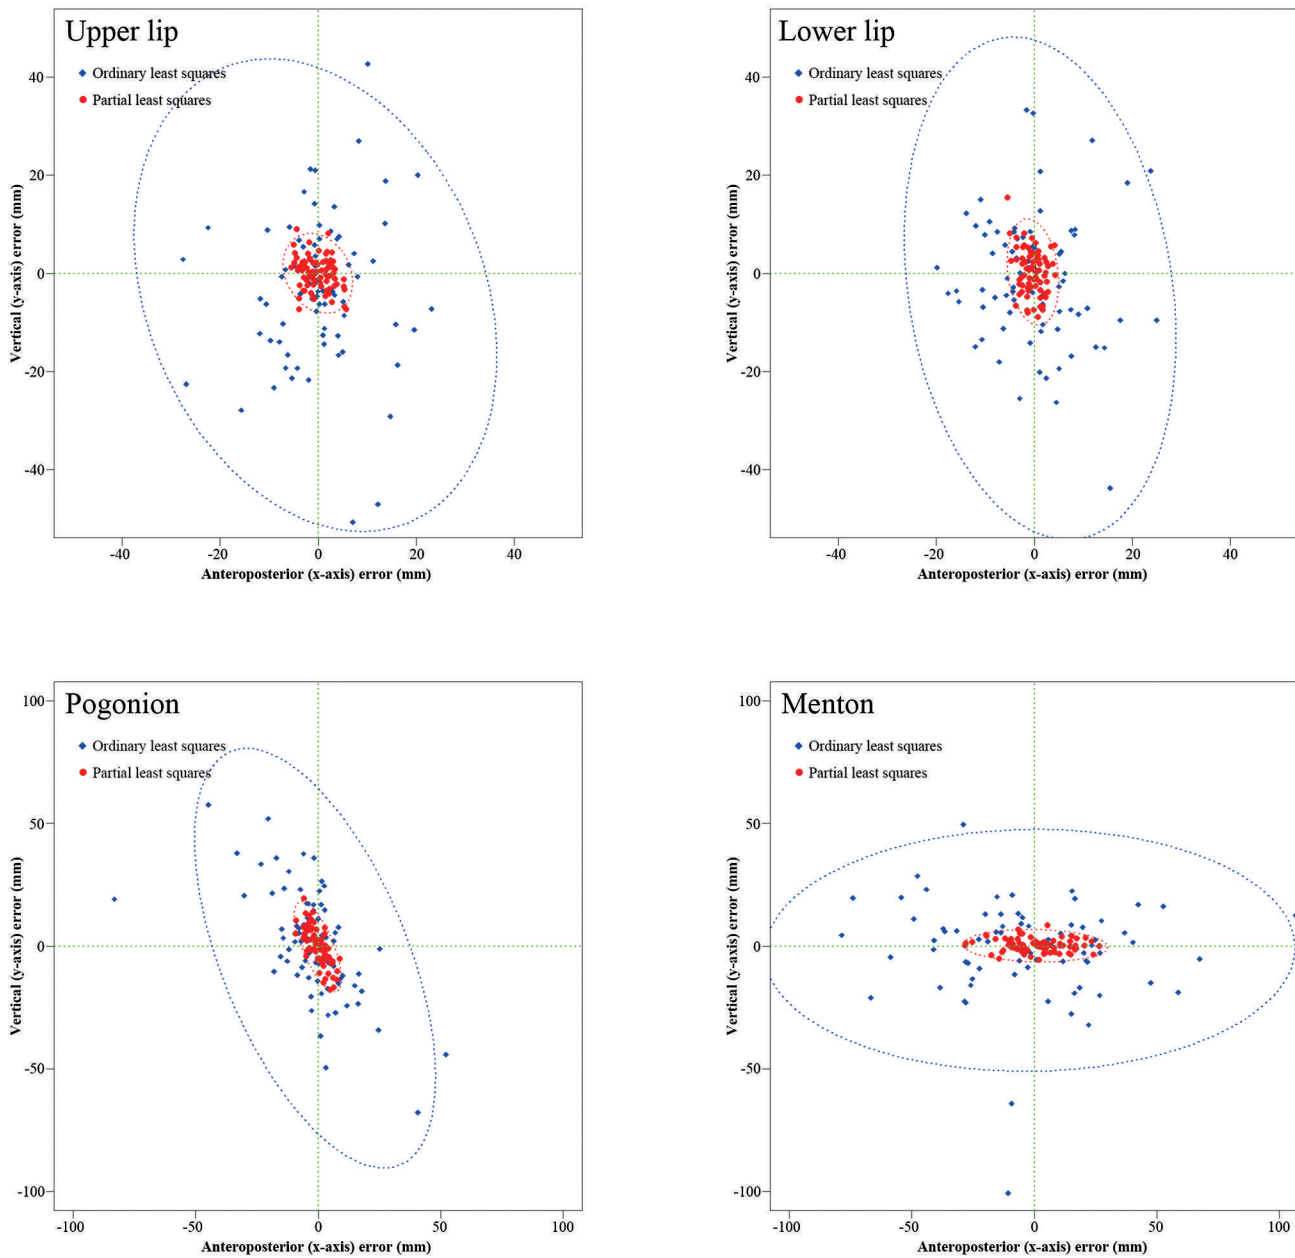 Upper lip
Ordinary least squares
Partial least squares
40
20
0
-20
-40
Vertical (y-axis) error (mm)
-40 -20 0 20 40
Anteroposterior (x-axis) error (mm)
Lower lip
Ordinary least squares
Partial least squares
40
20
0
-20
-40
Vertical (y-axis) error (mm)
-40 -20 0 20 40
Anteroposterior (x-axis) error (mm)
Pogonion
Ordinary least squares
Partial least squares
100
50
0
-50
-100
Vertical (y-axis) error (mm)
-100 -50 0 50 100
Anteroposterior (x-axis) error (mm)
Menton
Ordinary least squares
Partial least squares
100
50
0
-50
-100
Vertical (y-axis) error (mm)
-100 -50 0 50 100
Anteroposterior (x-axis) error (mm)